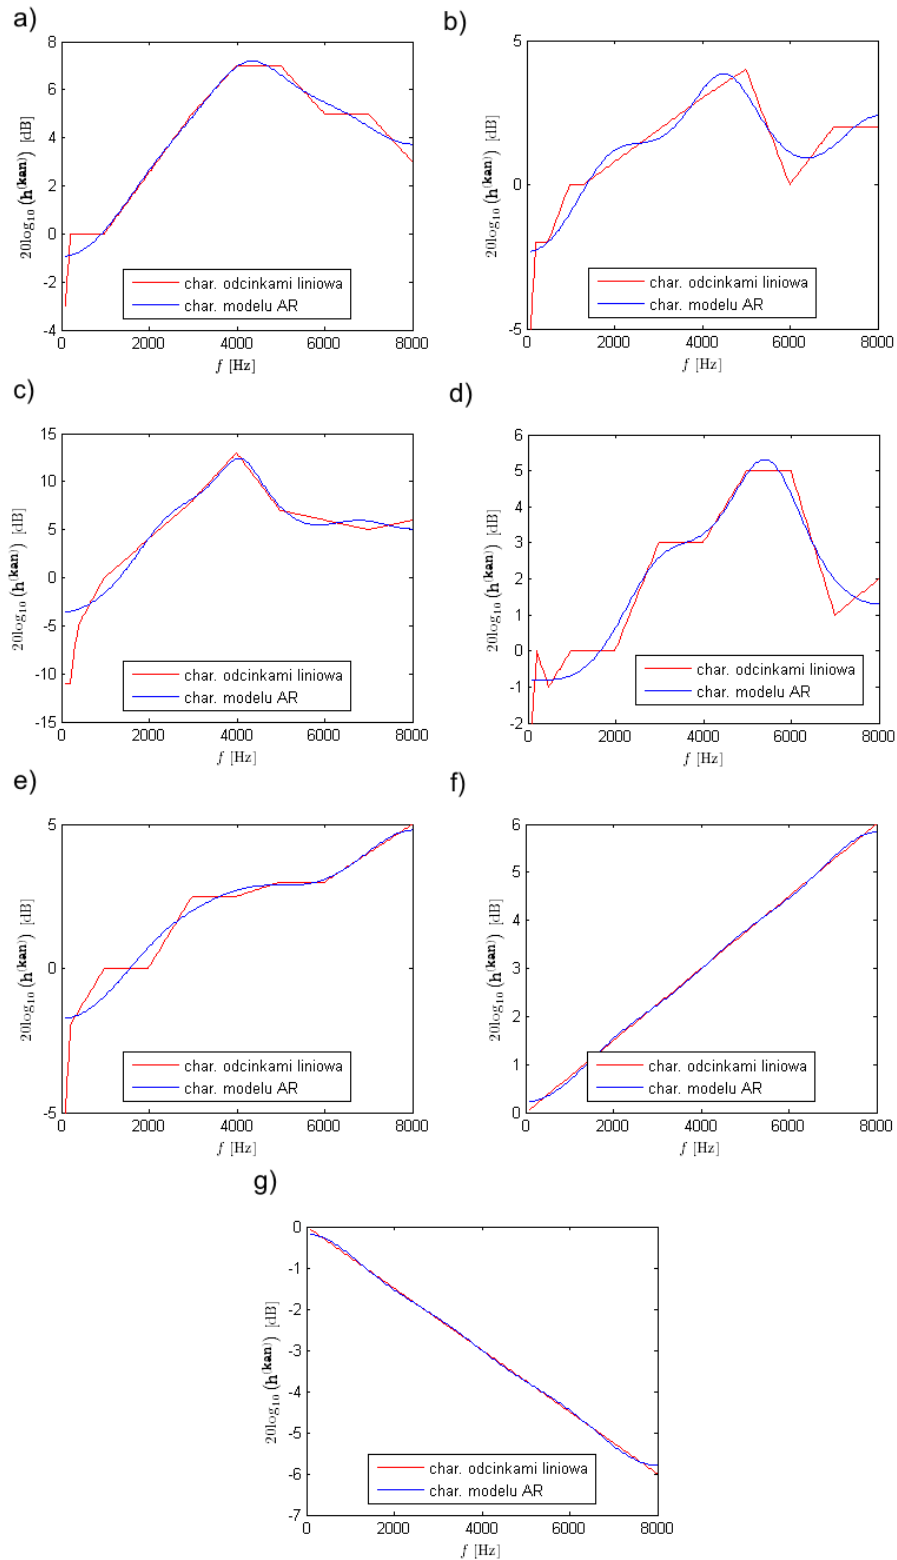 a)
8
6
4
2
0
-2
-4
0 2000 4000 6000 8000
20log₁₀(h⁽ᵏᵃⁿ⁾) [dB]
f [Hz]
char. odcinkami liniowa
char. modelu AR
b)
5
0
-5
0 2000 4000 6000 8000
20log₁₀(h⁽ᵏᵃⁿ⁾) [dB]
f [Hz]
char. odcinkami liniowa
char. modelu AR
c)
15
10
5
0
-5
-10
-15
0 2000 4000 6000 8000
20log₁₀(h⁽ᵏᵃⁿ⁾) [dB]
f [Hz]
char. odcinkami liniowa
char. modelu AR
d)
6
5
4
3
2
1
0
-1
-2
0 2000 4000 6000 8000
20log₁₀(h⁽ᵏᵃⁿ⁾) [dB]
f [Hz]
char. odcinkami liniowa
char. modelu AR
e)
5
0
-5
0 2000 4000 6000 8000
20log₁₀(h⁽ᵏᵃⁿ⁾) [dB]
f [Hz]
char. odcinkami liniowa
char. modelu AR
f)
6
5
4
3
2
1
0
0 2000 4000 6000 8000
20log₁₀(h⁽ᵏᵃⁿ⁾) [dB]
f [Hz]
char. odcinkami liniowa
char. modelu AR
g)
0
-1
-2
-3
-4
-5
-6
-7
0 2000 4000 6000 8000
20log₁₀(h⁽ᵏᵃⁿ⁾) [dB]
f [Hz]
char. odcinkami liniowa
char. modelu AR